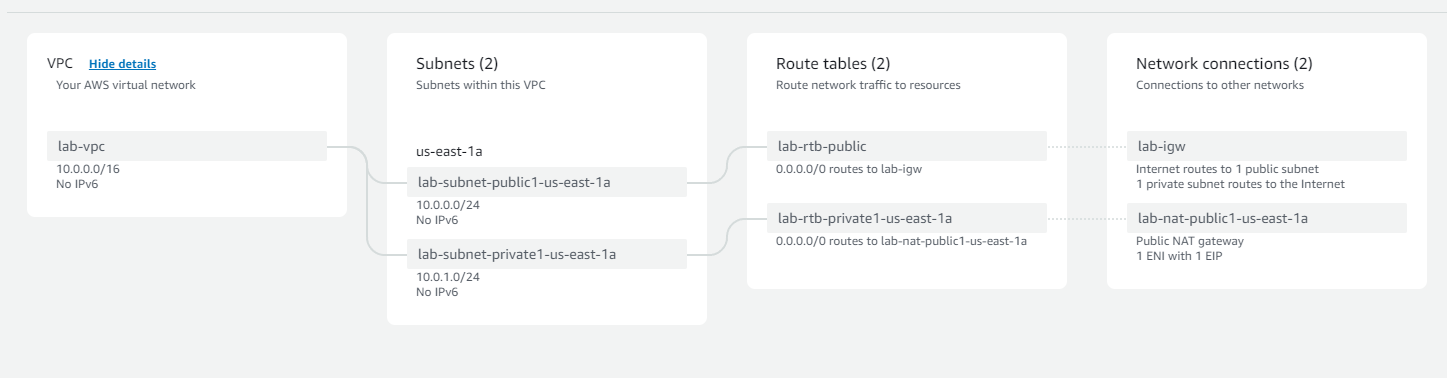 VPC Hide details
Your AWS virtual network
lab-vpc
10.0.0.0/16
No IPv6
Subnets (2)
Subnets within this VPC
us-east-1a
lab-subnet-public1-us-east-1a
10.0.0.0/24
No IPv6
lab-subnet-private1-us-east-1a
10.0.1.0/24
No IPv6
Route tables (2)
Route network traffic to resources
lab-rtb-public
0.0.0.0/0 routes to lab-igw
lab-rtb-private1-us-east-1a
0.0.0.0/0 routes to lab-nat-public1-us-east-1a
Network connections (2)
Connections to other networks
lab-igw
Internet routes to 1 public subnet
1 private subnet routes to the Internet
lab-nat-public1-us-east-1a
Public NAT gateway
1 ENI with 1 EIP